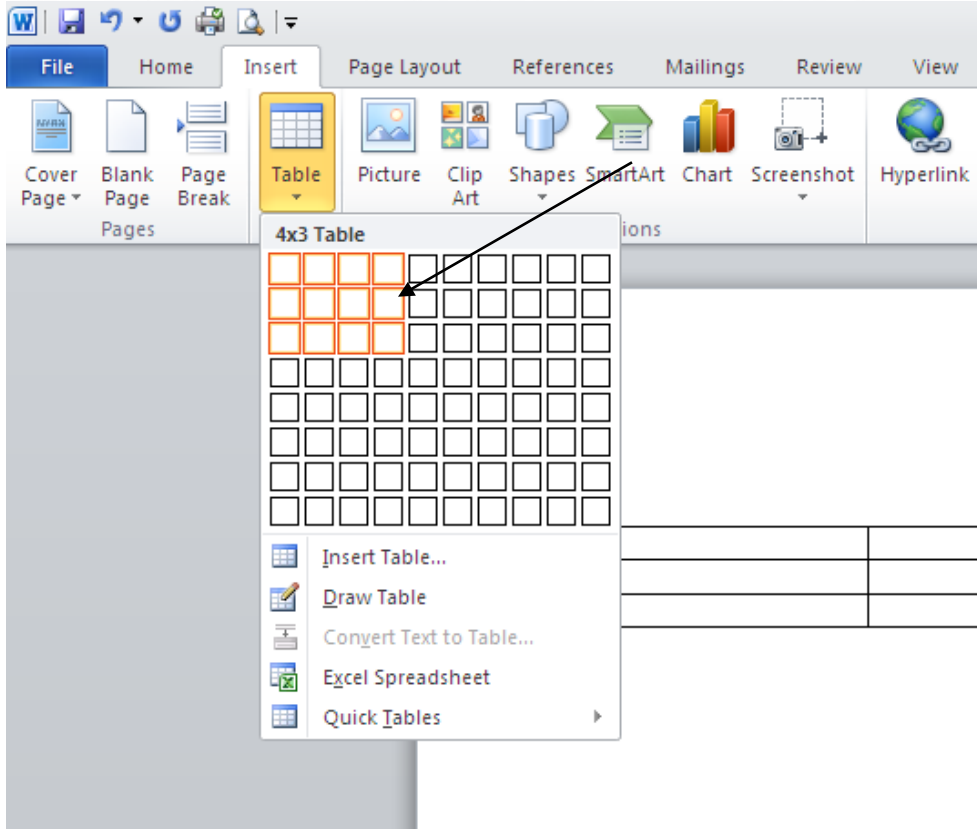 W
File Home Insert Page Layout References Mailings Review View
Cover Page Blank Page Page Break Table Picture Clip Art Shapes SmartArt Chart Screenshot Hyperlink
Pages ions
4x3 Table
Insert Table...
Draw Table
Convert Text to Table...
Excel Spreadsheet
Quick Tables